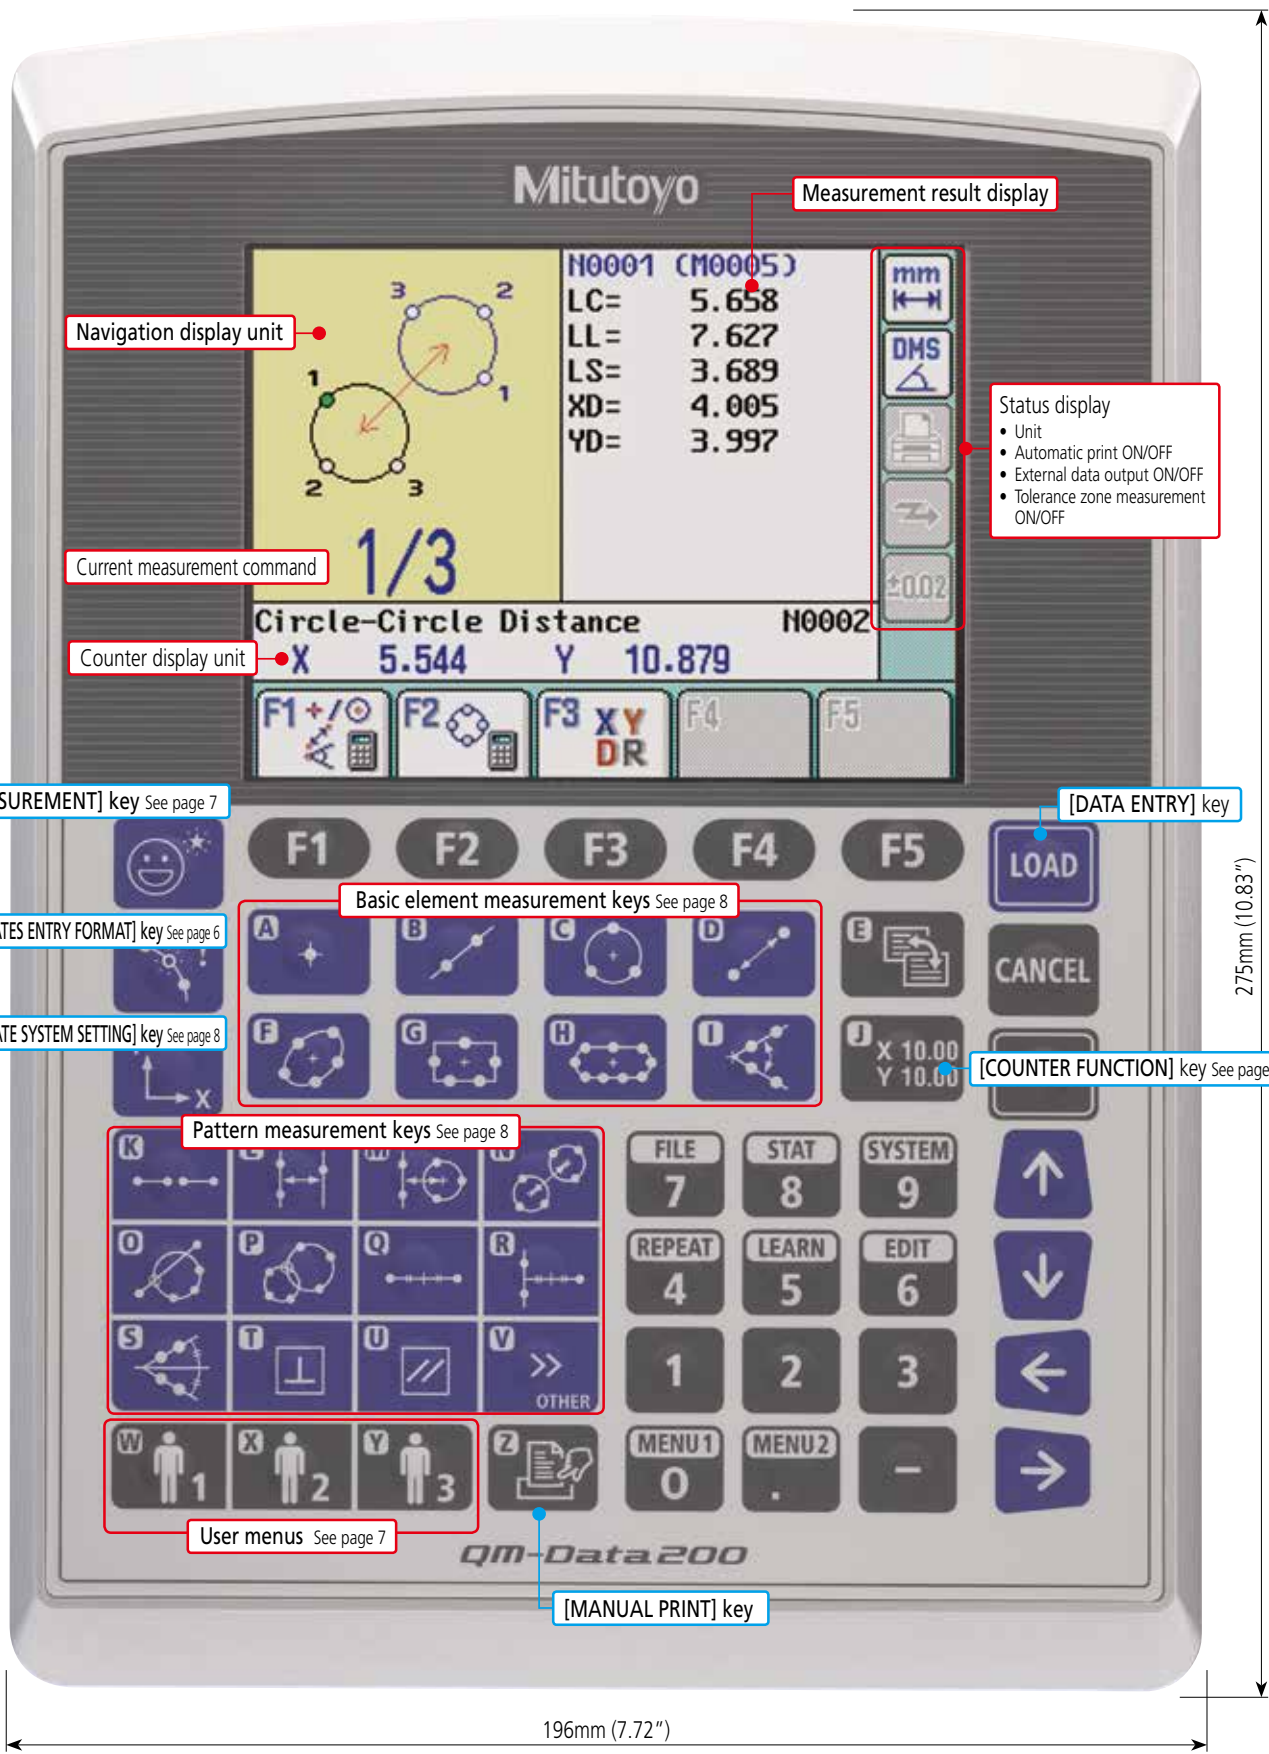 Mitutoyo
Measurement result display
N0001 (M0005)
LC= 5.658
LL= 7.627
LS= 3.689
XD= 4.005
YD= 3.997
mm
DMS
±0.02
Navigation display unit
3 2
1
1
2 3
1/3
Status display
• Unit
• Automatic print ON/OFF
• External data output ON/OFF
• Tolerance zone measurement
ON/OFF
Current measurement command
Circle-Circle Distance N0002
Counter display unit
X 5.544 Y 10.879
F1 F2 F3 XY F4 F5
DR
SUREMENT] key See page 7
[DATA ENTRY] key
F1 F2 F3 F4 F5 LOAD
Basic element measurement keys See page 8
ATES ENTRY FORMAT] key See page 6
A B C D E CANCEL
ATE SYSTEM SETTING] key See page 8
X
F G H I J X 10.00
Y 10.00
[COUNTER FUNCTION] key See page
Pattern measurement keys See page 8
K
FILE STAT SYSTEM
7 8 9
O P Q R
REPEAT LEARN EDIT
4 5 6
S T U V
OTHER
1 2 3
W 1 X 2 Y 3 Z
MENU1 MENU2
0 . –
User menus See page 7
QM-Data200
[MANUAL PRINT] key
275mm (10.83")
196mm (7.72")